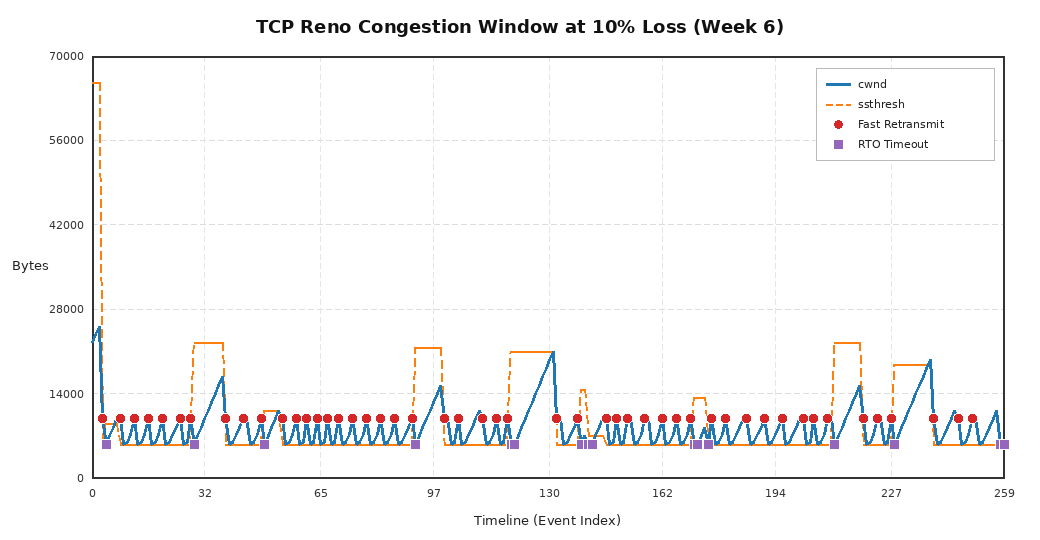 TCP Reno Congestion Window at 10% Loss (Week 6)
70000
56000
42000
28000
14000
0
Bytes
cwnd
ssthresh
Fast Retransmit
RTO Timeout
0 32 65 97 130 162 194 227 259
Timeline (Event Index)